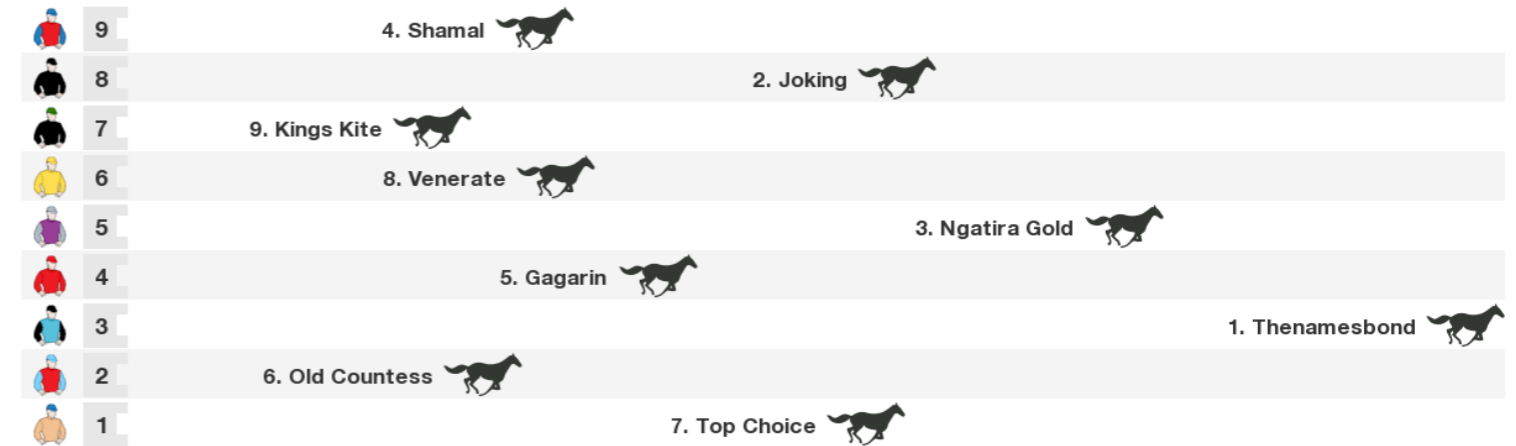 9 4. Shamal
8 2. Joking
7 9. Kings Kite
6 8. Venerate
5 3. Ngatira Gold
4 5. Gagarin
3 1. Thenamesbond
2 6. Old Countess
1 7. Top Choice